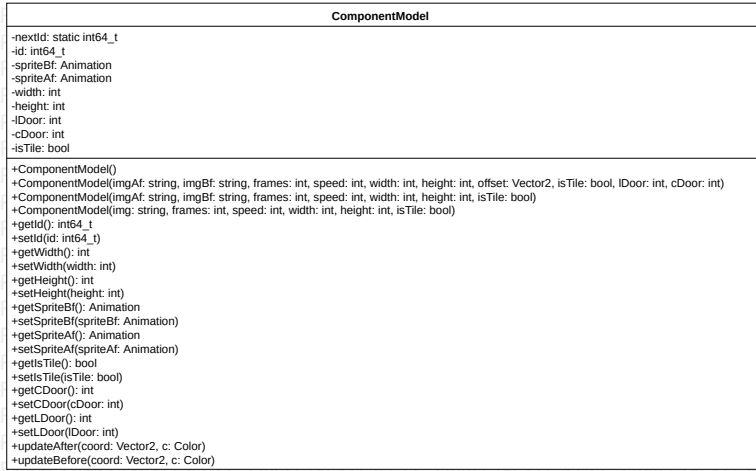 ComponentModel
-nextId: static int64_t
-id: int64_t
-spriteBf: Animation
-spriteAf: Animation
-width: int
-height: int
-lDoor: int
-cDoor: int
-isTile: bool
+ComponentModel()
+ComponentModel(imgAf: string, imgBf: string, frames: int, speed: int, width: int, height: int, offset: Vector2, isTile: bool, lDoor: int, cDoor: int)
+ComponentModel(imgAf: string, imgBf: string, frames: int, speed: int, width: int, height: int, isTile: bool)
+ComponentModel(img: string, frames: int, speed: int, width: int, height: int, isTile: bool)
+getId(): int64_t
+setId(id: int64_t)
+getWidth(): int
+setWidth(width: int)
+getHeight(): int
+setHeight(height: int)
+getSpriteBf(): Animation
+setSpriteBf(spriteBf: Animation)
+getSpriteAf(): Animation
+setSpriteAf(spriteAf: Animation)
+getIsTile(): bool
+setIsTile(isTile: bool)
+getCDoor(): int
+setCDoor(cDoor: int)
+getLDoor(): int
+setLDoor(lDoor: int)
+updateAfter(coord: Vector2, c: Color)
+updateBefore(coord: Vector2, c: Color)